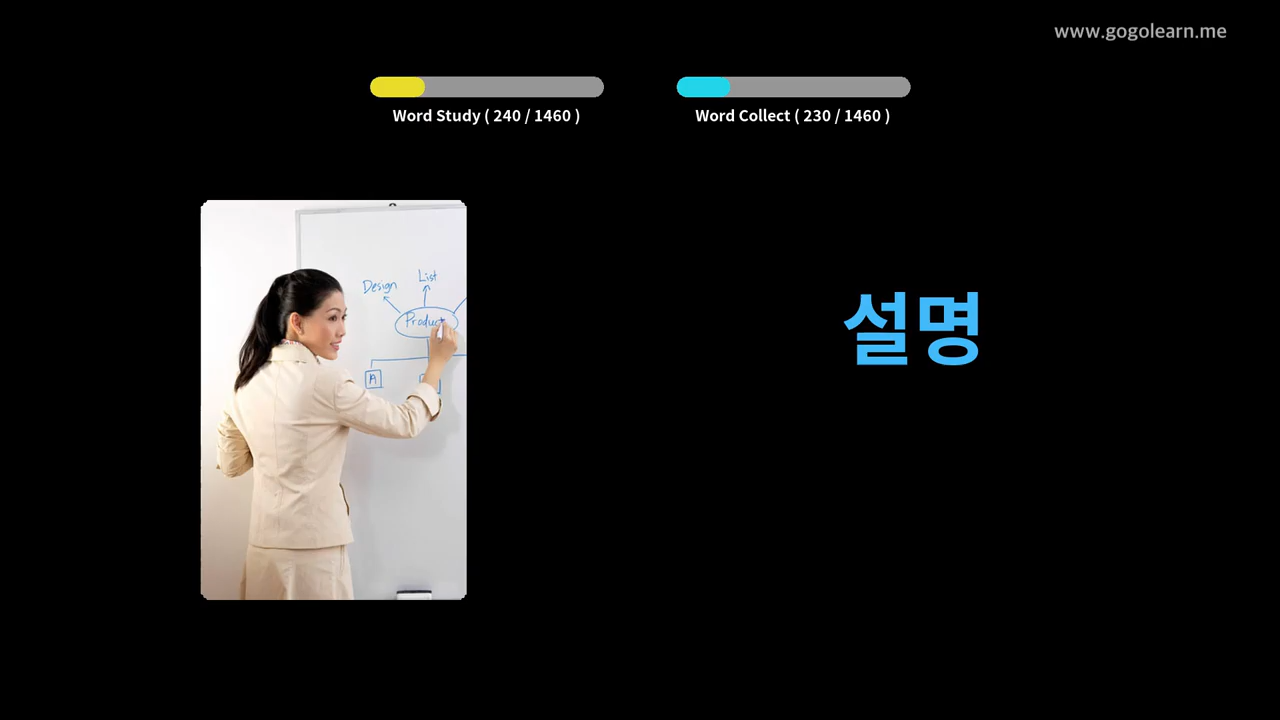 www.gogolearn.me
Word Study ( 240 / 1460 )
Word Collect ( 230 / 1460 )
설명
Design
List
Product
A